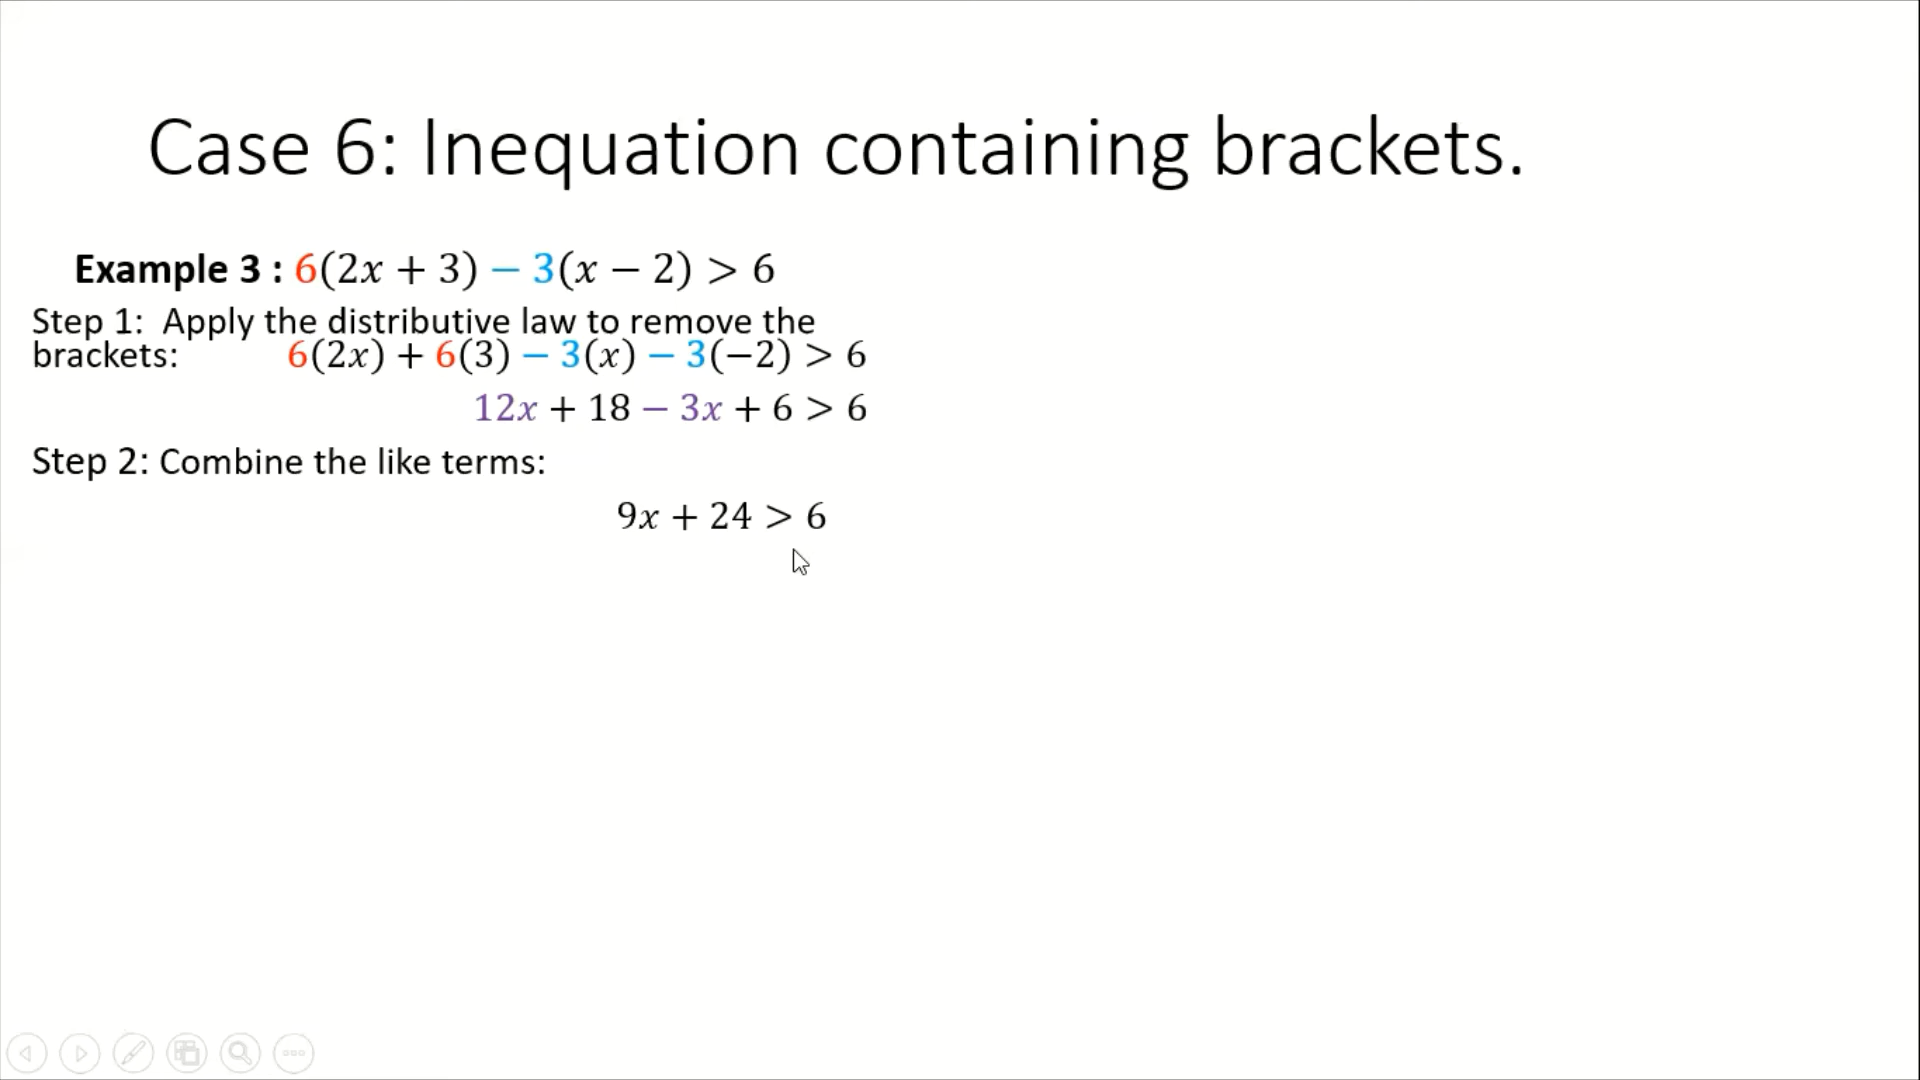 Case 6: Inequation containing brackets.
Example 3 : 6(2x + 3) − 3(x − 2) > 6
Step 1:  Apply the distributive law to remove the
brackets: 6(2x) + 6(3) − 3(x) − 3(−2) > 6
12x + 18 − 3x + 6 > 6
Step 2: Combine the like terms:
9x + 24 > 6